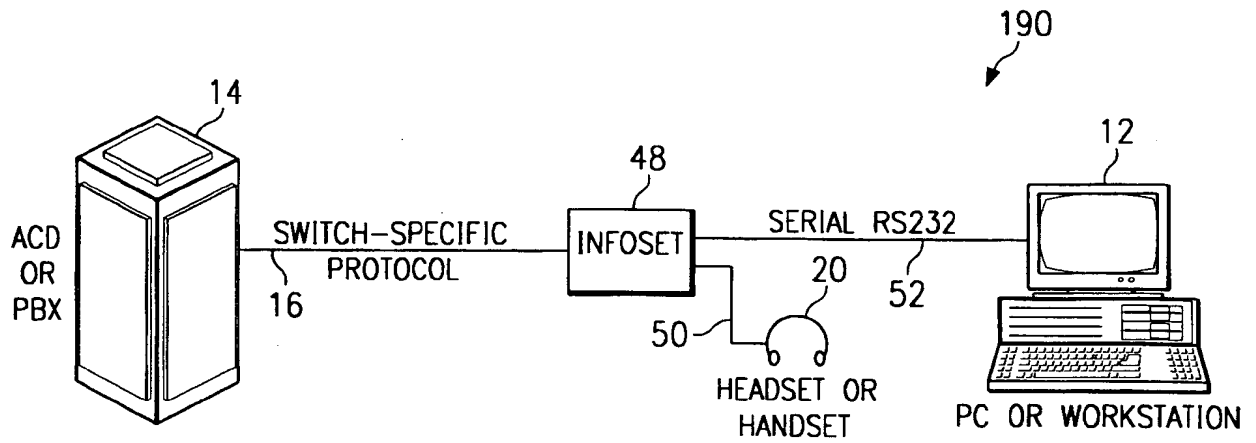 190
14
12
48
ACD
OR
PBX
SWITCH-SPECIFIC
PROTOCOL
16
INFOSET
SERIAL RS232
52
20
50
HEADSET OR
HANDSET
PC OR WORKSTATION